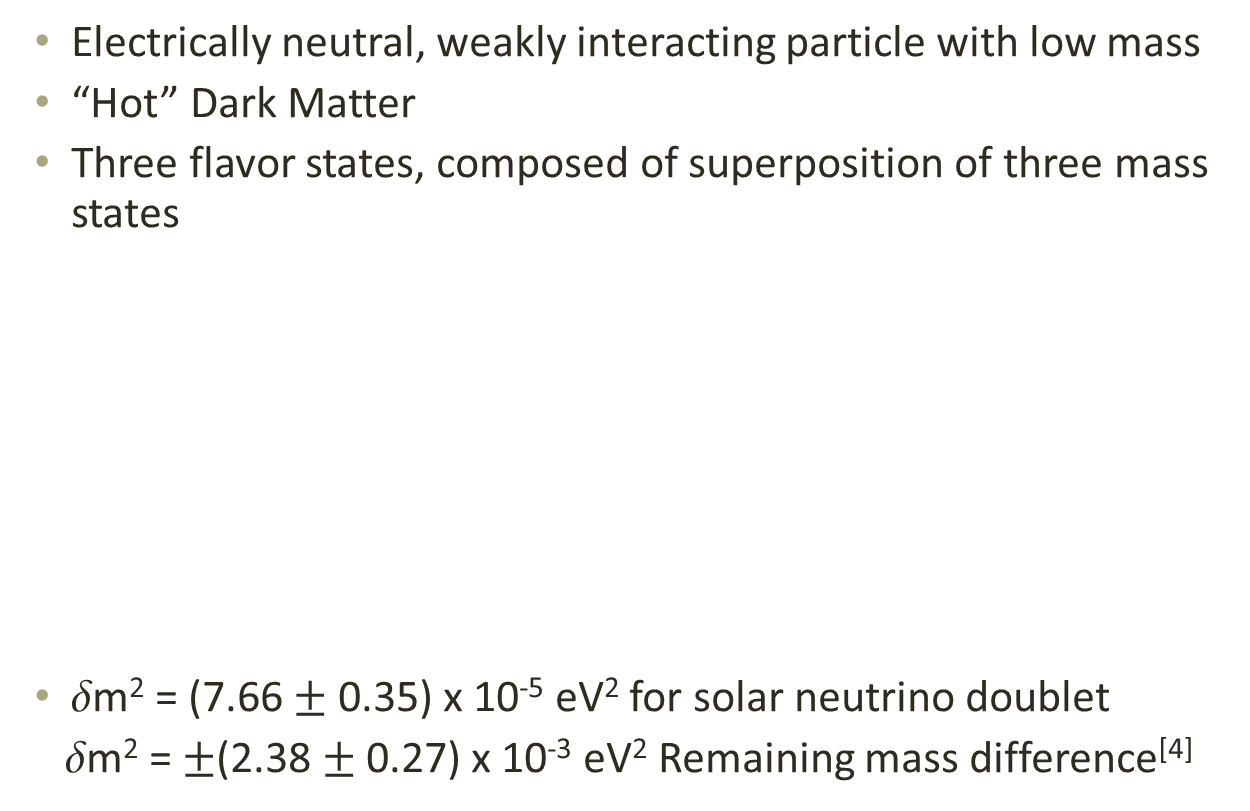 • Electrically neutral, weakly interacting particle with low mass
• “Hot” Dark Matter
• Three flavor states, composed of superposition of three mass
states
• 𝛿m² = (7.66 ± 0.35) x 10⁻⁵ eV² for solar neutrino doublet
𝛿m² = ±(2.38 ± 0.27) x 10⁻³ eV² Remaining mass difference[4]